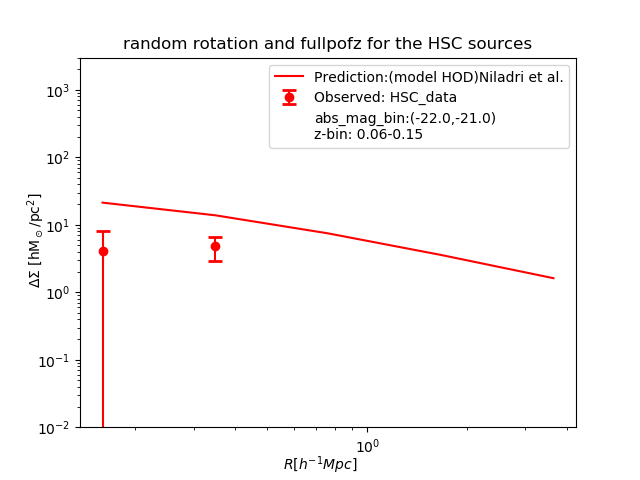 random rotation and fullpofz for the HSC sources
Prediction:(model HOD)Niladri et al.
Observed: HSC_data
abs_mag_bin:(-22.0,-21.0)
z-bin: 0.06-0.15
10³
10²
10¹
10⁰
10⁻¹
10⁻²
ΔΣ [hM☉/pc²]
10⁰
R[h⁻¹Mpc]